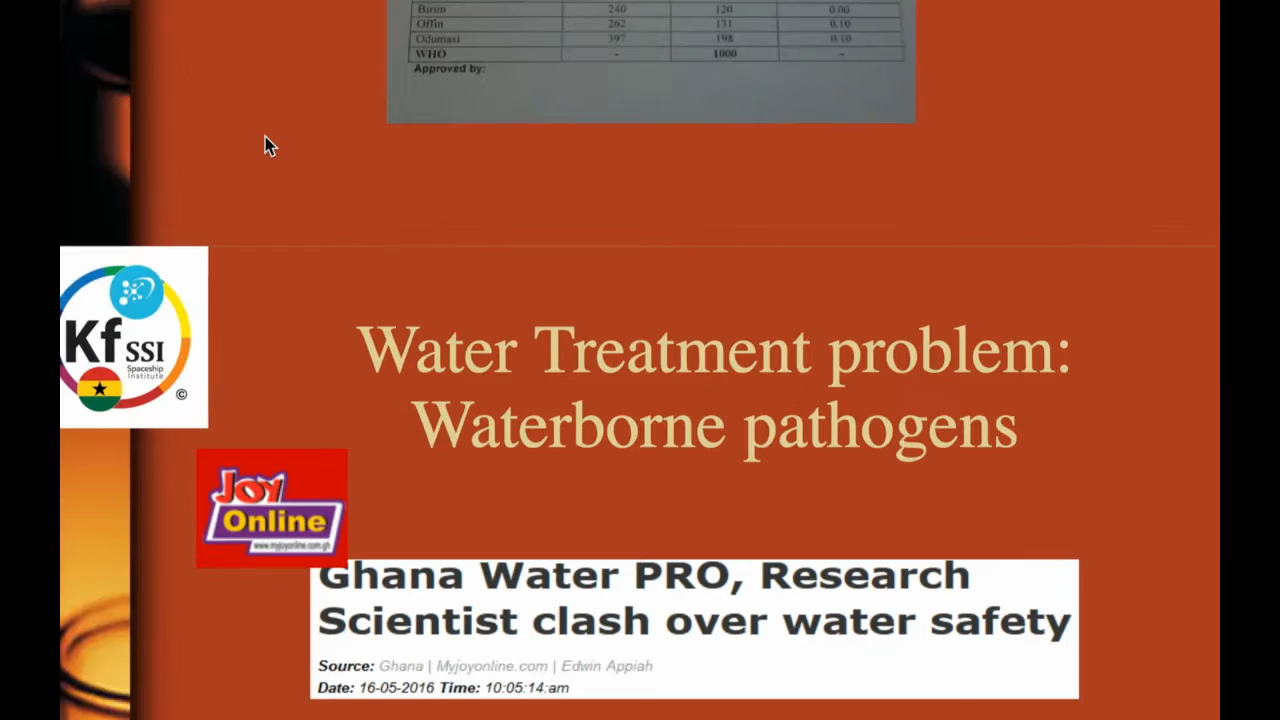 Birim 240 120 0.00
Offin 262 131 0.10
Odumasi 397 198 0.10
WHO - 1000 -
Approved by:
Kf SSI
Spaceship
Institute
©
Water Treatment problem:
Waterborne pathogens
Joy
Online
www.myjoyonline.com.gh
Ghana Water PRO, Research
Scientist clash over water safety
Source: Ghana | Myjoyonline.com | Edwin Appiah
Date: 16-05-2016 Time: 10:05:14:am